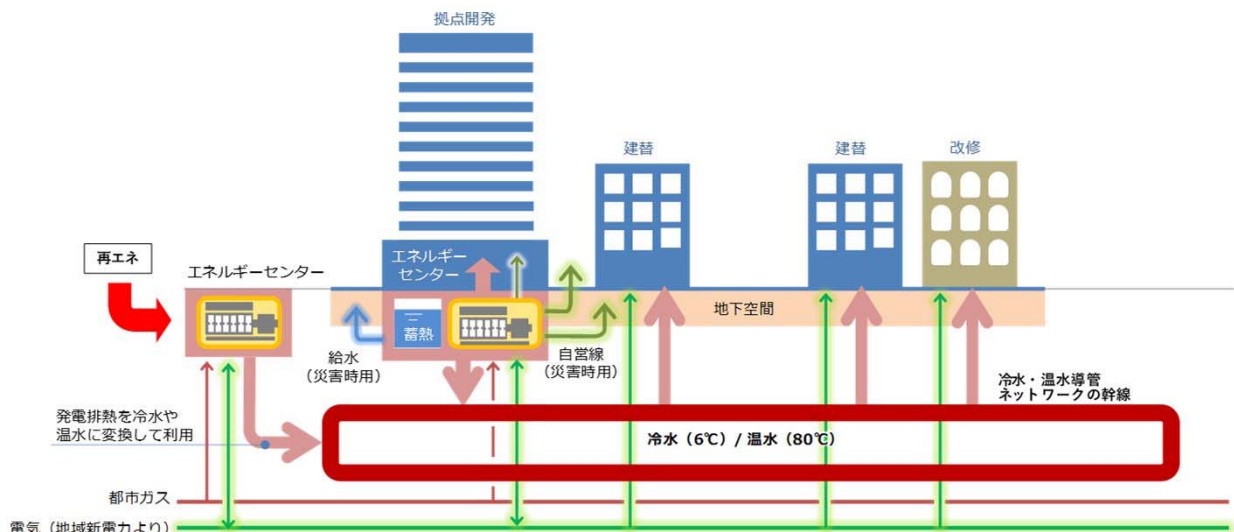 拠点開発
建替
建替
改修
再エネ
エネルギーセンター
エネルギー
センター
地下空間
蓄熱
給水
（災害時用）
自営線
（災害時用）
冷水・温水導管
ネットワークの幹線
発電排熱を冷水や
温水に変換して利用
冷水（6℃）/ 温水（80℃）
都市ガス
電気（地域新電力より）